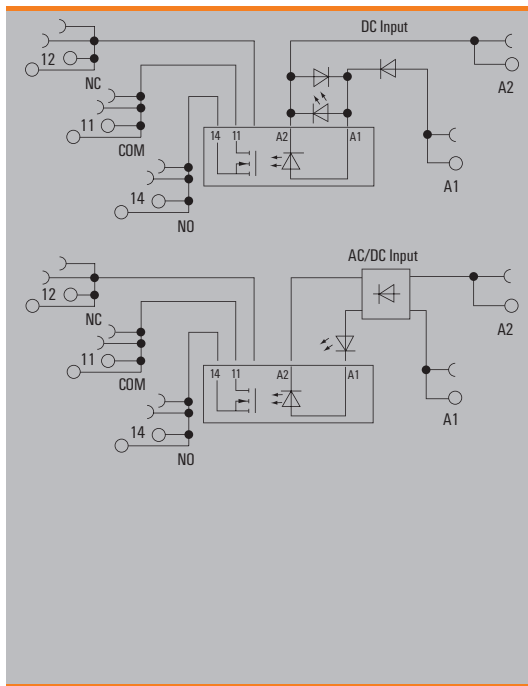 DC Input
12
NC
A2
11
COM
14 11 A2 A1
A1
14
NO
AC/DC Input
12
NC
A2
11
COM
14 11 A2 A1
A1
14
NO